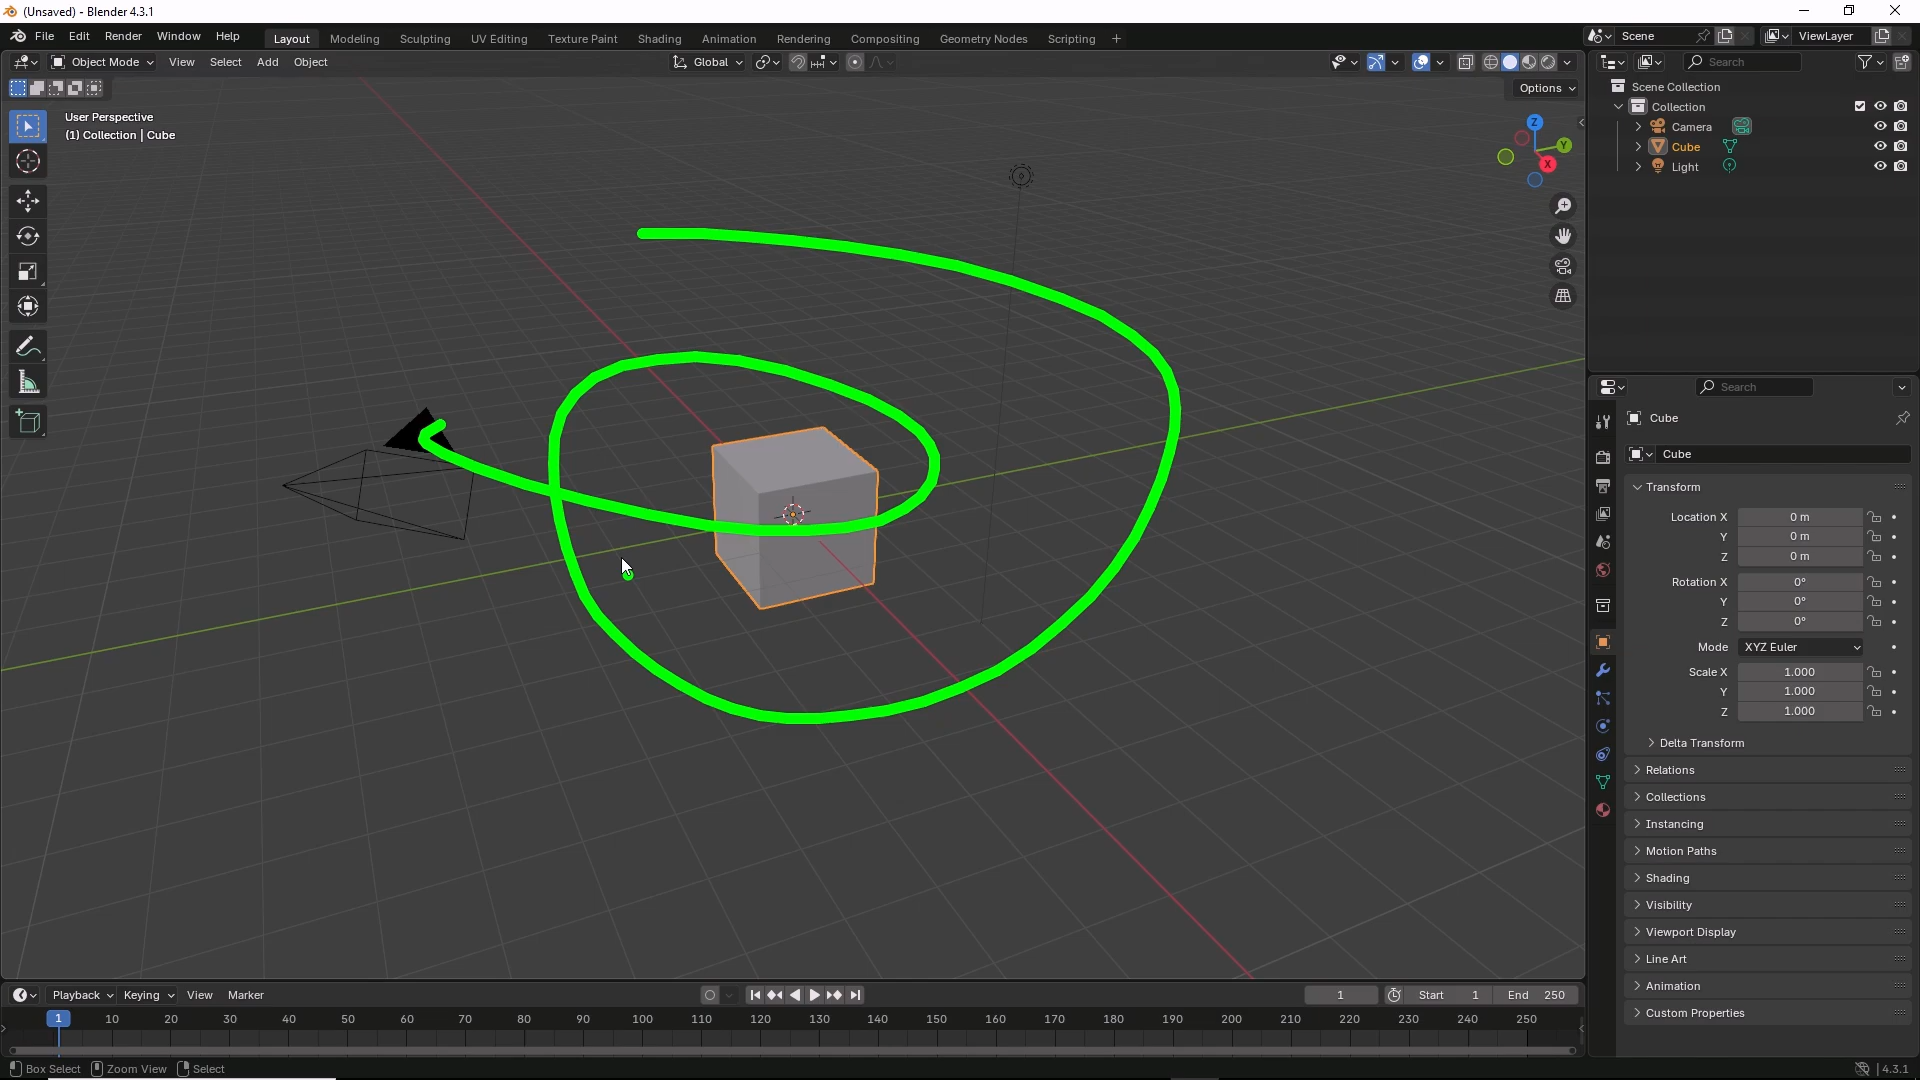 (Unsaved) - Blender 4.3.1
File Edit Render Window Help Layout Modeling Sculpting UV Editing Texture Paint Shading Animation Rendering Compositing Geometry Nodes Scripting + Scene ViewLayer
Object Mode View Select Add Object Global Search
Options
User Perspective
(1) Collection | Cube
Z
Y
X
Scene Collection
Collection
Camera
Cube
Light
Search
Cube
Cube
Transform
Location X 0 m
Y 0 m
Z 0 m
Rotation X 0°
Y 0°
Z 0°
Mode XYZ Euler
Scale X 1.000
Y 1.000
Z 1.000
Delta Transform
Relations
Collections
Instancing
Motion Paths
Shading
Visibility
Viewport Display
Line Art
Animation
Custom Properties
Playback Keying View Marker 1 Start 1 End 250
1 10 20 30 40 50 60 70 80 90 100 110 120 130 140 150 160 170 180 190 200 210 220 230 240 250
Box Select Zoom View Select 4.3.1